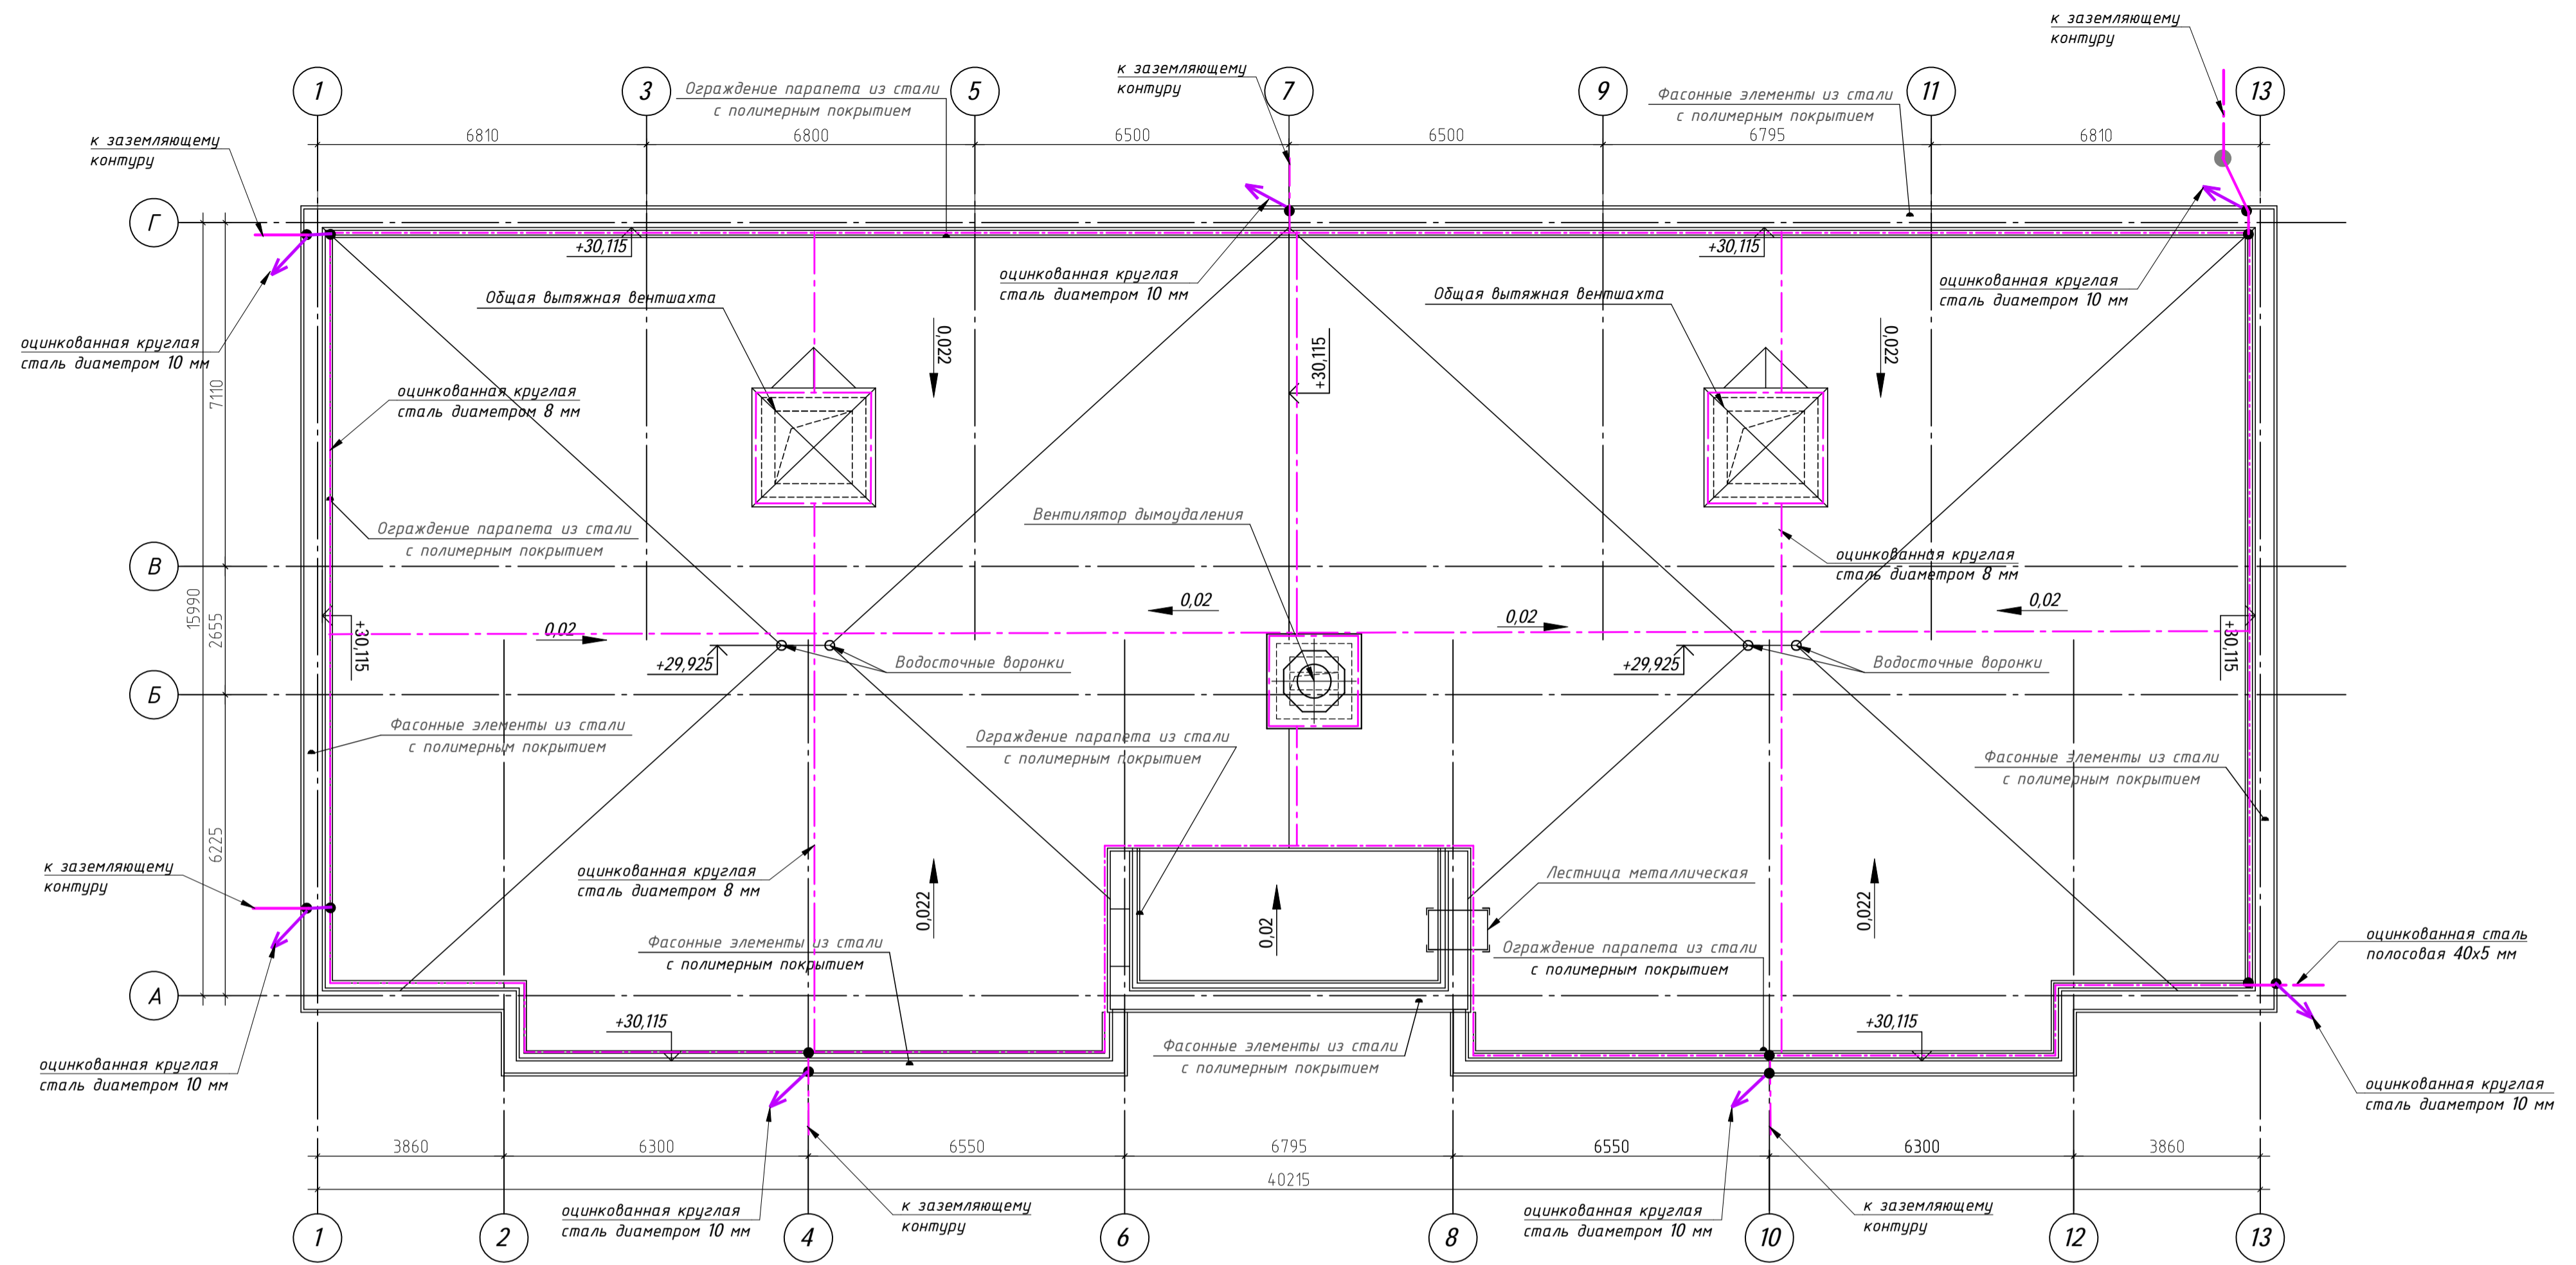 к заземляющему
контуру
к заземляющему
контуру
1
3
5
7
9
11
13
Ограждение парапета из стали
с полимерным покрытием
Фасонные элементы из стали
с полимерным покрытием
6810
6800
6500
6500
6795
6810
к заземляющему
контуру
Г
+30,115
+30,115
оцинкованная круглая
сталь диаметром 10 мм
оцинкованная круглая
сталь диаметром 10 мм
Общая вытяжная вентшахта
Общая вытяжная вентшахта
0,022
0,022
оцинкованная круглая
сталь диаметром 10 мм
+30,115
7110
оцинкованная круглая
сталь диаметром 8 мм
Ограждение парапета из стали
с полимерным покрытием
Вентилятор дымоудаления
оцинкованная круглая
сталь диаметром 8 мм
В
15990
2655
0,02
0,02
0,02
0,02
+30,115
+30,115
+29,925
Водосточные воронки
+29,925
Водосточные воронки
Б
Фасонные элементы из стали
с полимерным покрытием
Ограждение парапета из стали
с полимерным покрытием
Фасонные элементы из стали
с полимерным покрытием
6225
к заземляющему
контуру
оцинкованная круглая
сталь диаметром 8 мм
Лестница металлическая
0,022
0,02
0,022
Фасонные элементы из стали
с полимерным покрытием
Ограждение парапета из стали
с полимерным покрытием
оцинкованная сталь
полосовая 40х5 мм
А
+30,115
+30,115
Фасонные элементы из стали
с полимерным покрытием
оцинкованная круглая
сталь диаметром 10 мм
оцинкованная круглая
сталь диаметром 10 мм
3860
6300
6550
6795
6550
6300
3860
40215
оцинкованная круглая
сталь диаметром 10 мм
к заземляющему
контуру
оцинкованная круглая
сталь диаметром 10 мм
к заземляющему
контуру
1
2
4
6
8
10
12
13